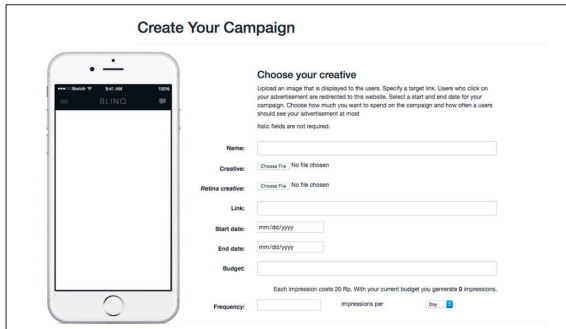 Create Your Campaign
●●●○○ Sketch 9:41 AM 100%
BLINQ
Choose your creative
Upload an image that is displayed to the users. Specify a target link. Users who click on
your advertisement are redirected to this website. Select a start and end date for your
campaign. Choose how much you want to spend on the campaign and how often a users
should see your advertisement at most
Italic fields are not required.
Name:
Creative: Choose File No file chosen
Retina creative: Choose File No file chosen
Link:
Start date: mm/dd/yyyy
End date: mm/dd/yyyy
Budget:
Each impression costs 20 Rp. With your current budget you genrerate 0 impressions.
Frequency: impressions per Day